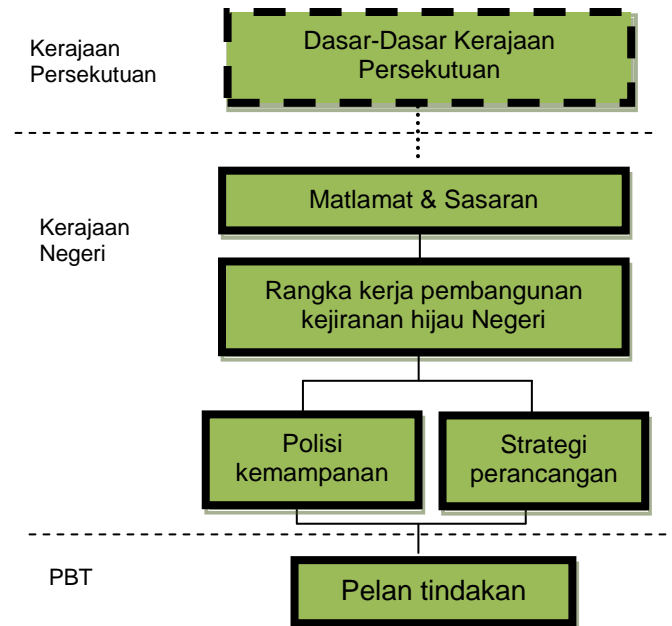 Kerajaan
Persekutuan
Dasar-Dasar Kerajaan
Persekutuan
Kerajaan
Negeri
Matlamat & Sasaran
Rangka kerja pembangunan
kejiranan hijau Negeri
Polisi
kemampanan
Strategi
perancangan
PBT
Pelan tindakan